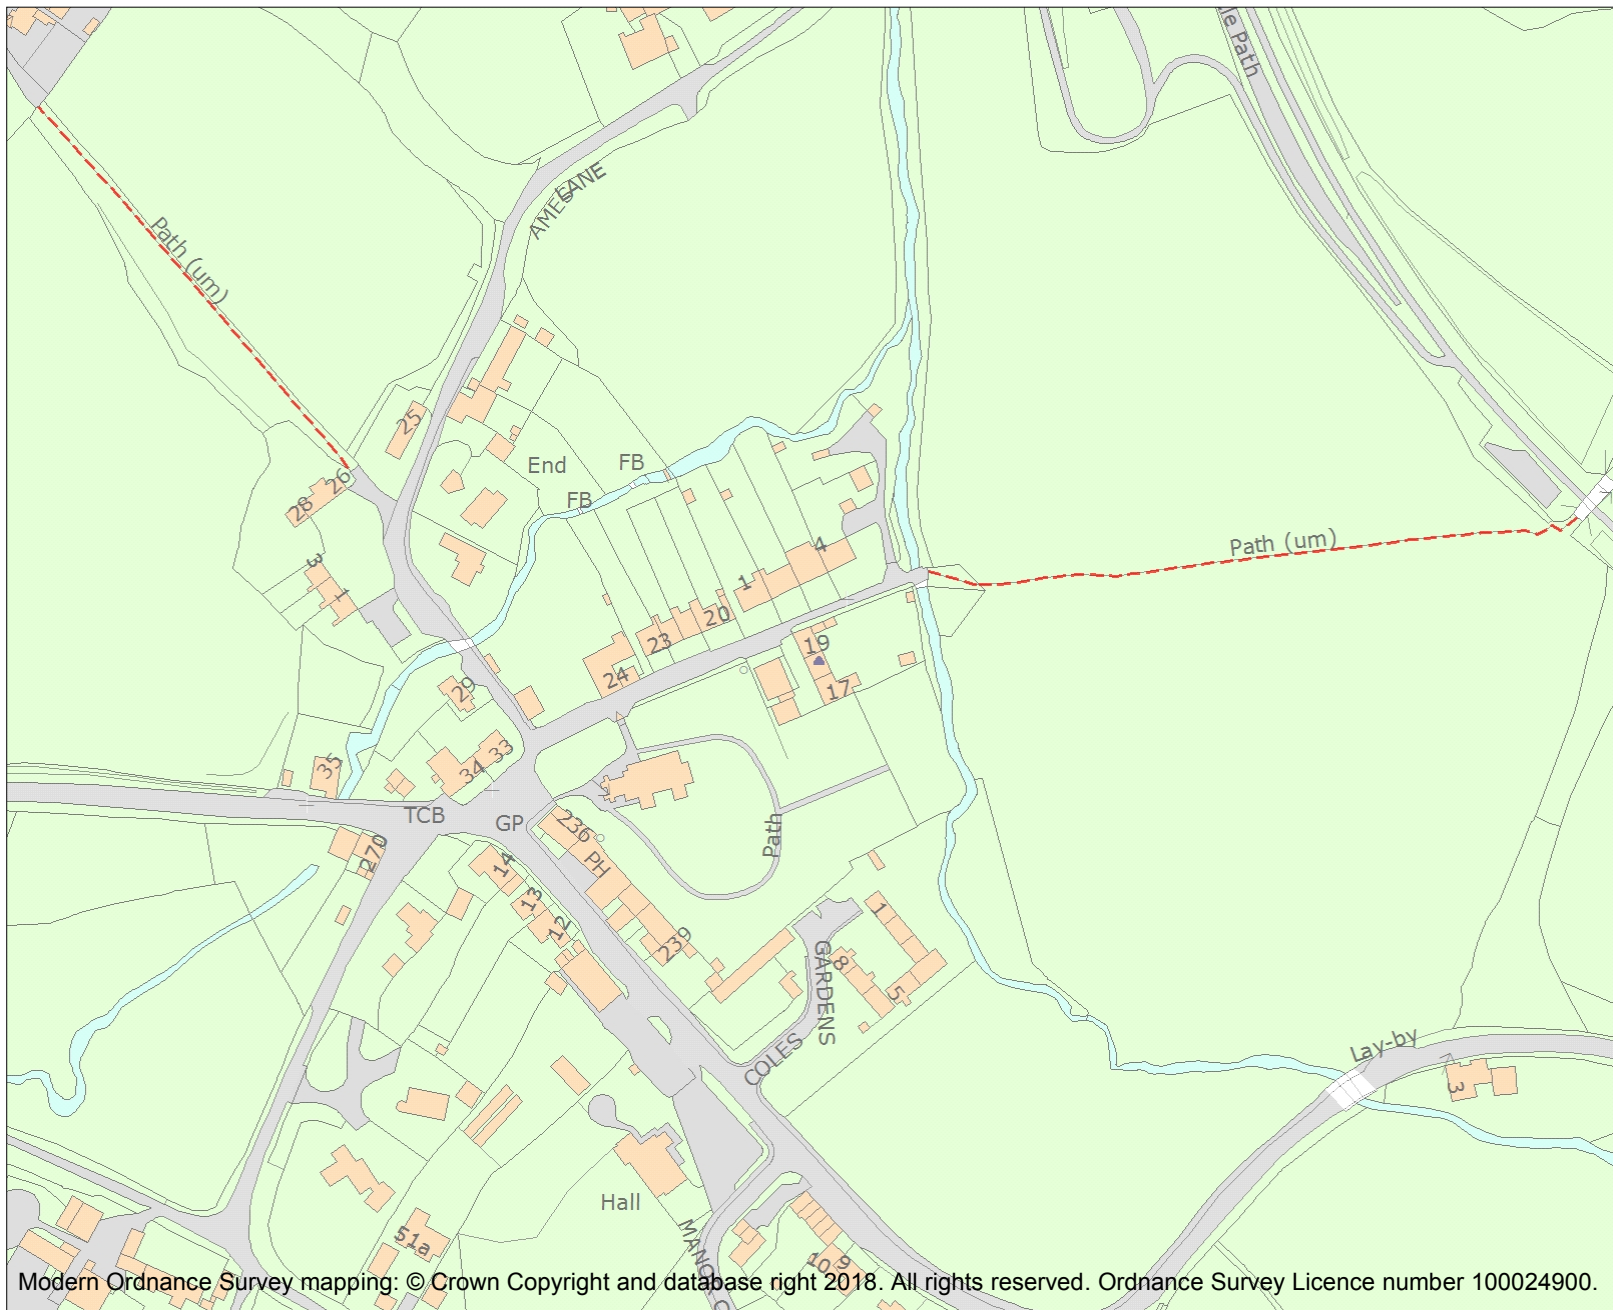 le Path
Path (um)
AMES LANE
25
End
FB
FB
26
28
3
1
4
1
20
23
24
19
17
29
33
34
35
TCB
GP
270
236
PH
14
13
12
239
Path
Path (um)
1
8
5
GARDENS
COLES
Lay-by
3
Hall
51a
MANOR C
10
9
Modern Ordnance Survey mapping: © Crown Copyright and database right 2018. All rights reserved. Ordnance Survey Licence number 100024900.